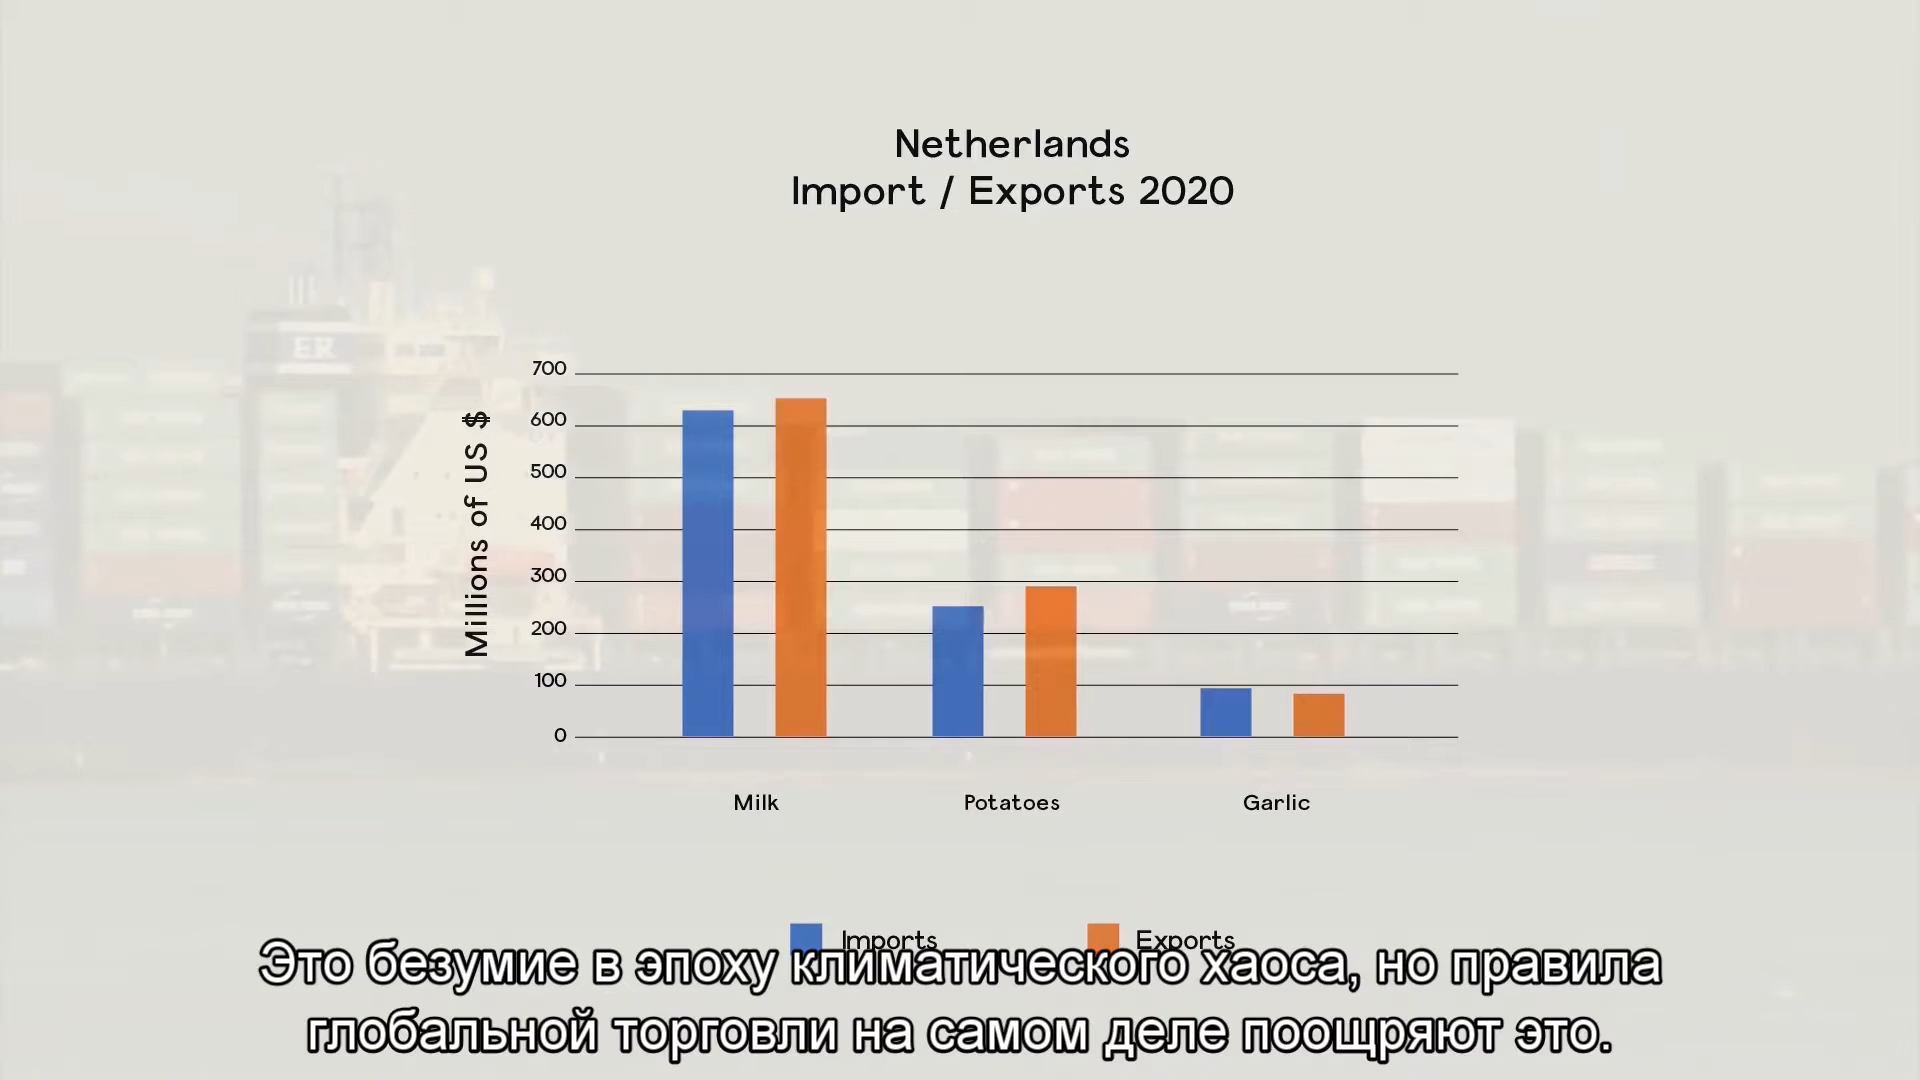 Netherlands
Import / Exports 2020
Millions of US $
700
600
500
400
300
200
100
0
Milk Potatoes Garlic
Imports Exports
Это безумие в эпоху климатического хаоса, но правила
глобальной торговли на самом деле поощряют это.
ER